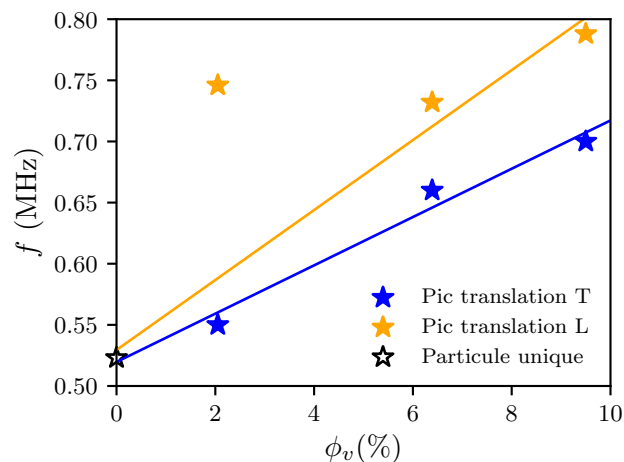 0.80
0.75
0.70
0.65
0.60
0.55
0.50
f (MHz)
Pic translation T
Pic translation L
Particule unique
0 2 4 6 8 10
ϕ_v(%)